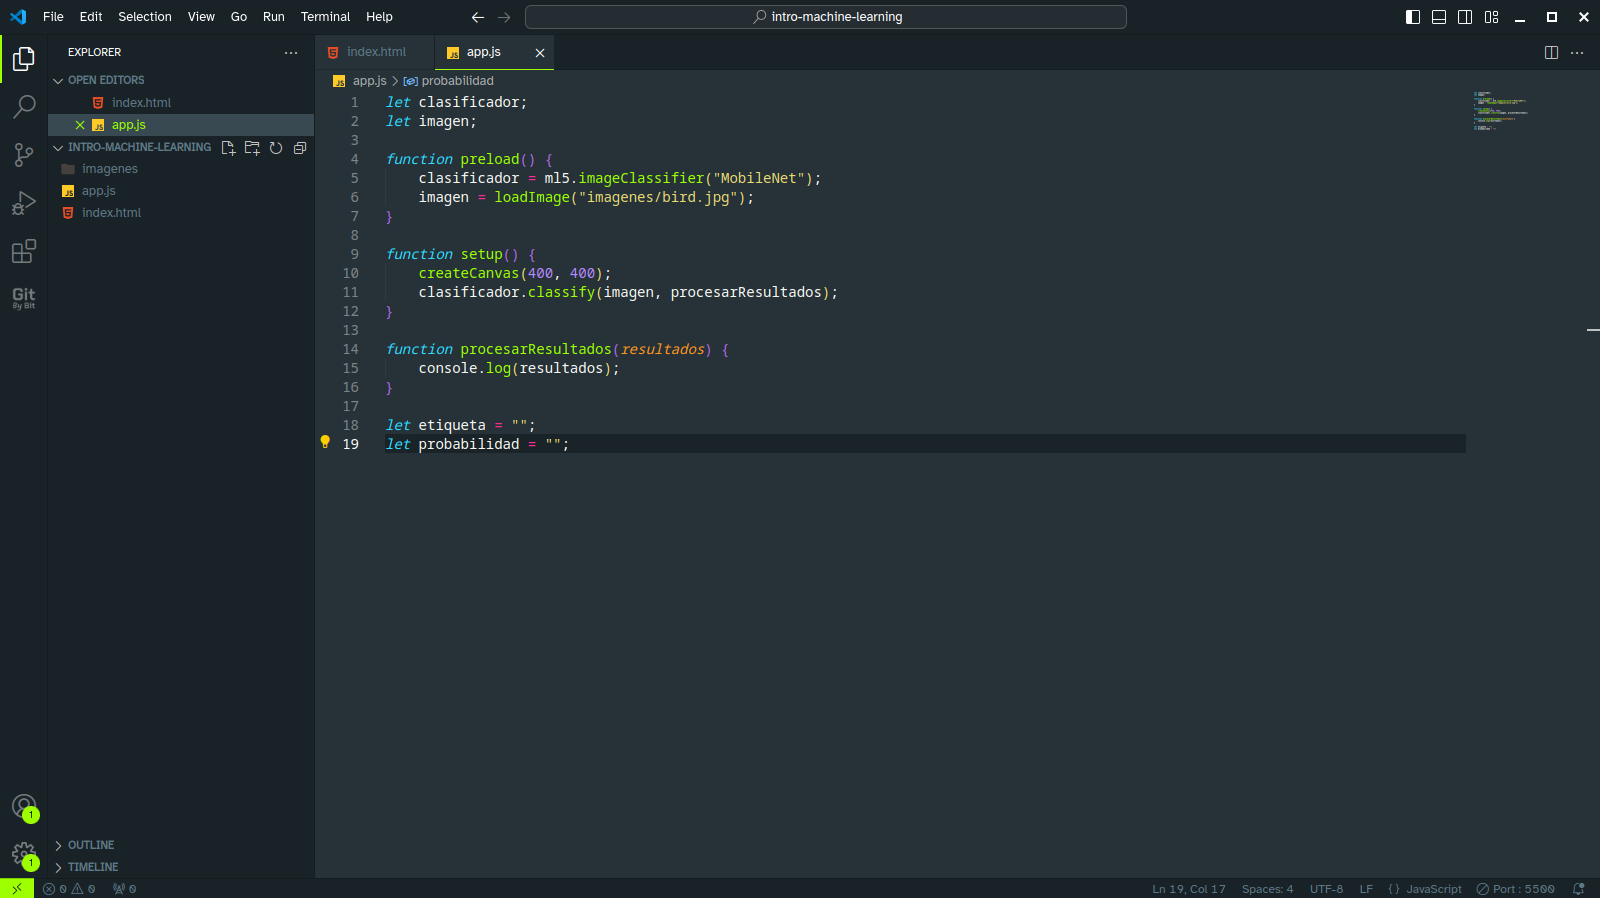 File Edit Selection View Go Run Terminal Help
intro-machine-learning
EXPLORER
OPEN EDITORS
index.html
app.js
INTRO-MACHINE-LEARNING
imagenes
app.js
index.html
Git
By Bit
1
1
OUTLINE
TIMELINE
index.html
app.js
app.js > probabilidad
1 let clasificador;
2 let imagen;
3
4 function preload() {
5 clasificador = ml5.imageClassifier("MobileNet");
6 imagen = loadImage("imagenes/bird.jpg");
7 }
8
9 function setup() {
10 createCanvas(400, 400);
11 clasificador.classify(imagen, procesarResultados);
12 }
13
14 function procesarResultados(resultados) {
15 console.log(resultados);
16 }
17
18 let etiqueta = "";
19 let probabilidad = "";
0 0 0 Ln 19, Col 17 Spaces: 4 UTF-8 LF {} JavaScript Port : 5500